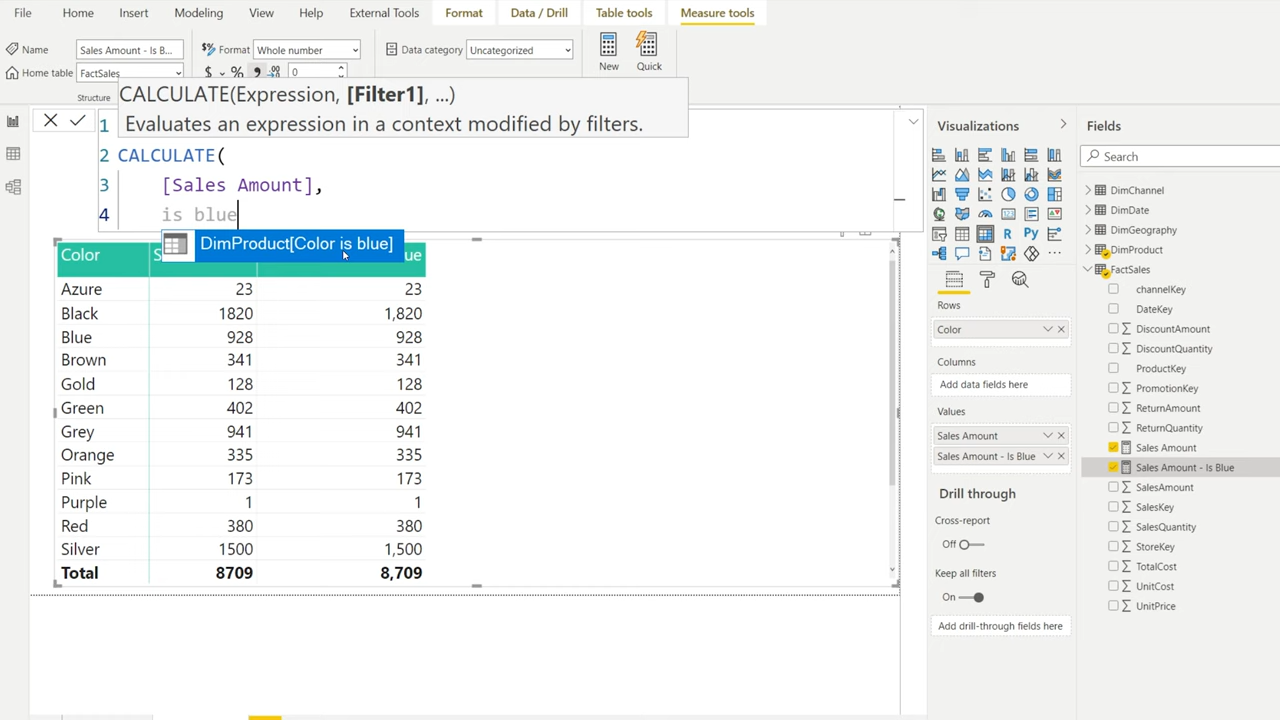 File Home Insert Modeling View Help External Tools Format Data / Drill Table tools Measure tools
Name Sales Amount - Is B... Format Whole number Data category Uncategorized
Home table FactSales $ % , 0 New Quick
Structure
CALCULATE(Expression, [Filter1], ...)
Evaluates an expression in a context modified by filters.
1
2 CALCULATE(
3 [Sales Amount],
4 is blue
DimProduct[Color is blue]
Color S ue
Azure 23 23
Black 1820 1,820
Blue 928 928
Brown 341 341
Gold 128 128
Green 402 402
Grey 941 941
Orange 335 335
Pink 173 173
Purple 1 1
Red 380 380
Silver 1500 1,500
Total 8709 8,709
Visualizations
Rows
Color
Columns
Add data fields here
Values
Sales Amount
Sales Amount - Is Blue
Drill through
Cross-report
Off
Keep all filters
On
Add drill-through fields here
Fields
Search
DimChannel
DimDate
DimGeography
DimProduct
FactSales
channelKey
DateKey
DiscountAmount
DiscountQuantity
ProductKey
PromotionKey
ReturnAmount
ReturnQuantity
Sales Amount
Sales Amount - Is Blue
SalesAmount
SalesKey
SalesQuantity
StoreKey
TotalCost
UnitCost
UnitPrice